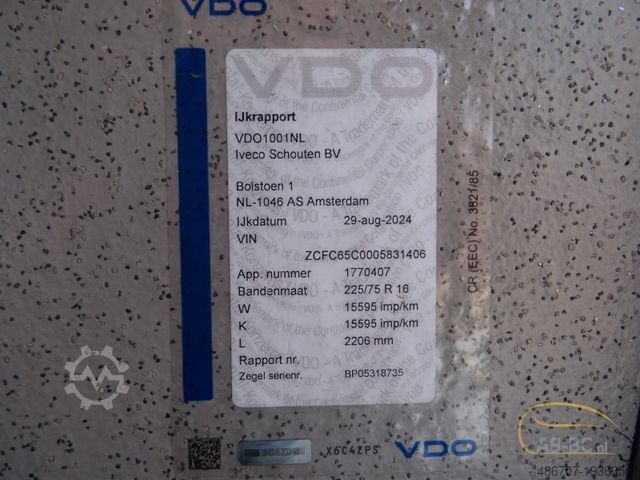 VDO
VDO
IJkrapport
VDO1001NL
Iveco Schouten BV
Bolstoen 1
NL-1046 AS Amsterdam
IJkdatum 29-aug-2024
VIN
ZCFC65C0005831406
App. nummer 1770407
Bandenmaat 225/75 R 16
W 15595 imp/km
K 15595 imp/km
L 2206 mm
Rapport nr.
Zegel serienr. BP05318735
CR (EEC) No. 3821/85
X6C4ZPS
VDO